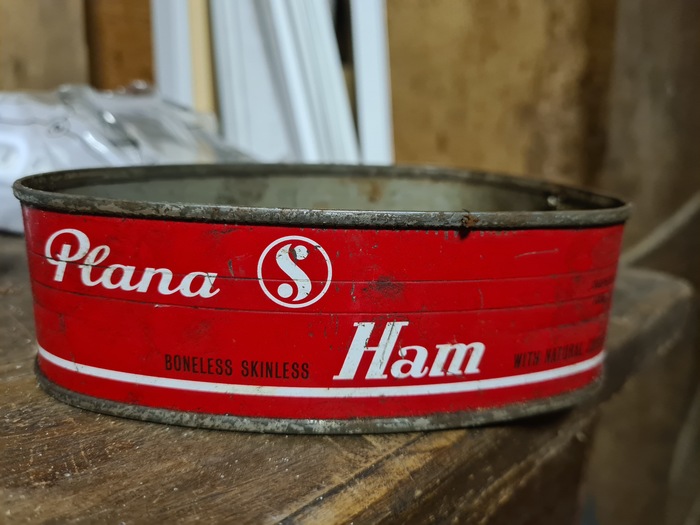 Plana S
Ham
BONELESS SKINLESS
WITH NATURAL